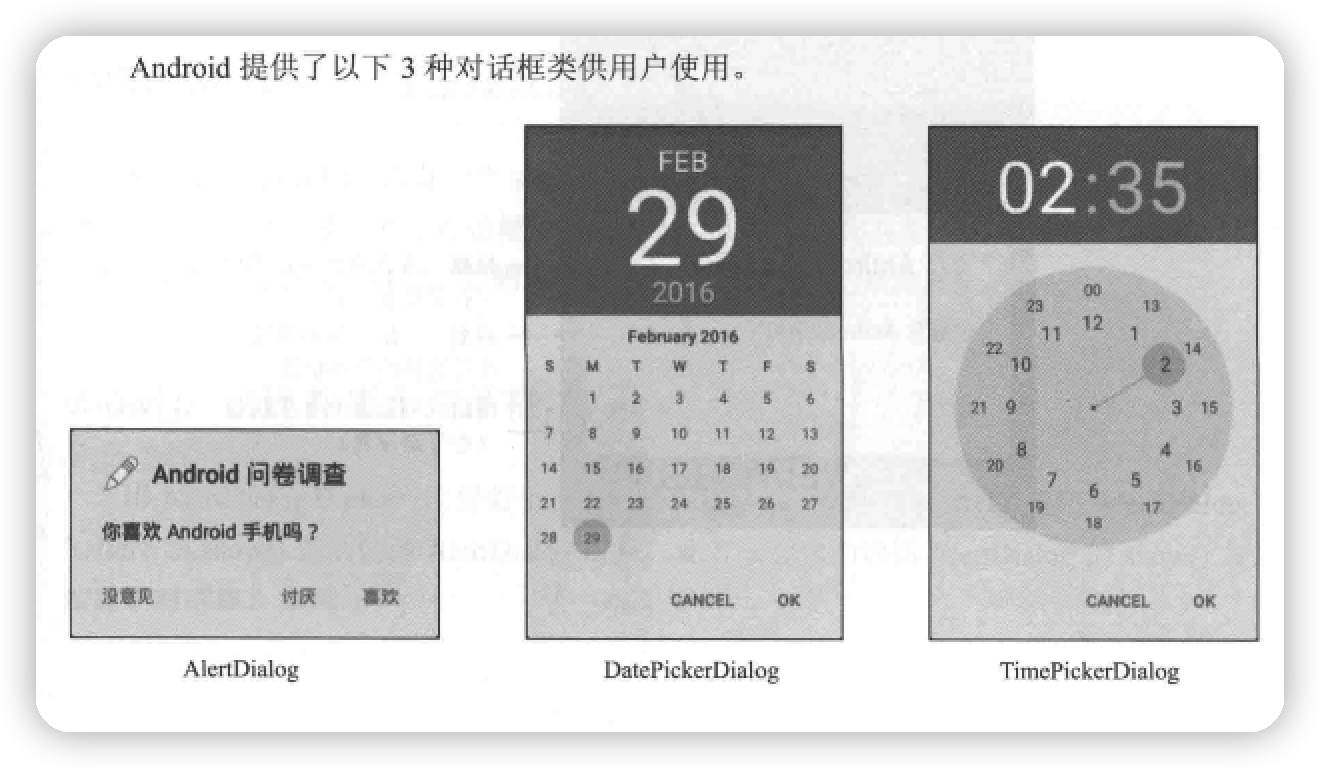 Android 提供了以下 3 种对话框类供用户使用。
Android 问卷调查
你喜欢 Android 手机吗？
没意见 讨厌 喜欢
AlertDialog
FEB
29
2016
February 2016
S M T W T F S
1 2 3 4 5 6
7 8 9 10 11 12 13
14 15 16 17 18 19 20
21 22 23 24 25 26 27
28 29
CANCEL OK
DatePickerDialog
02:35
00
23 13
12
11 1
22 14
10 2
21 9 3 15
8 4
20 16
7 5
6
19 17
18
CANCEL OK
TimePickerDialog